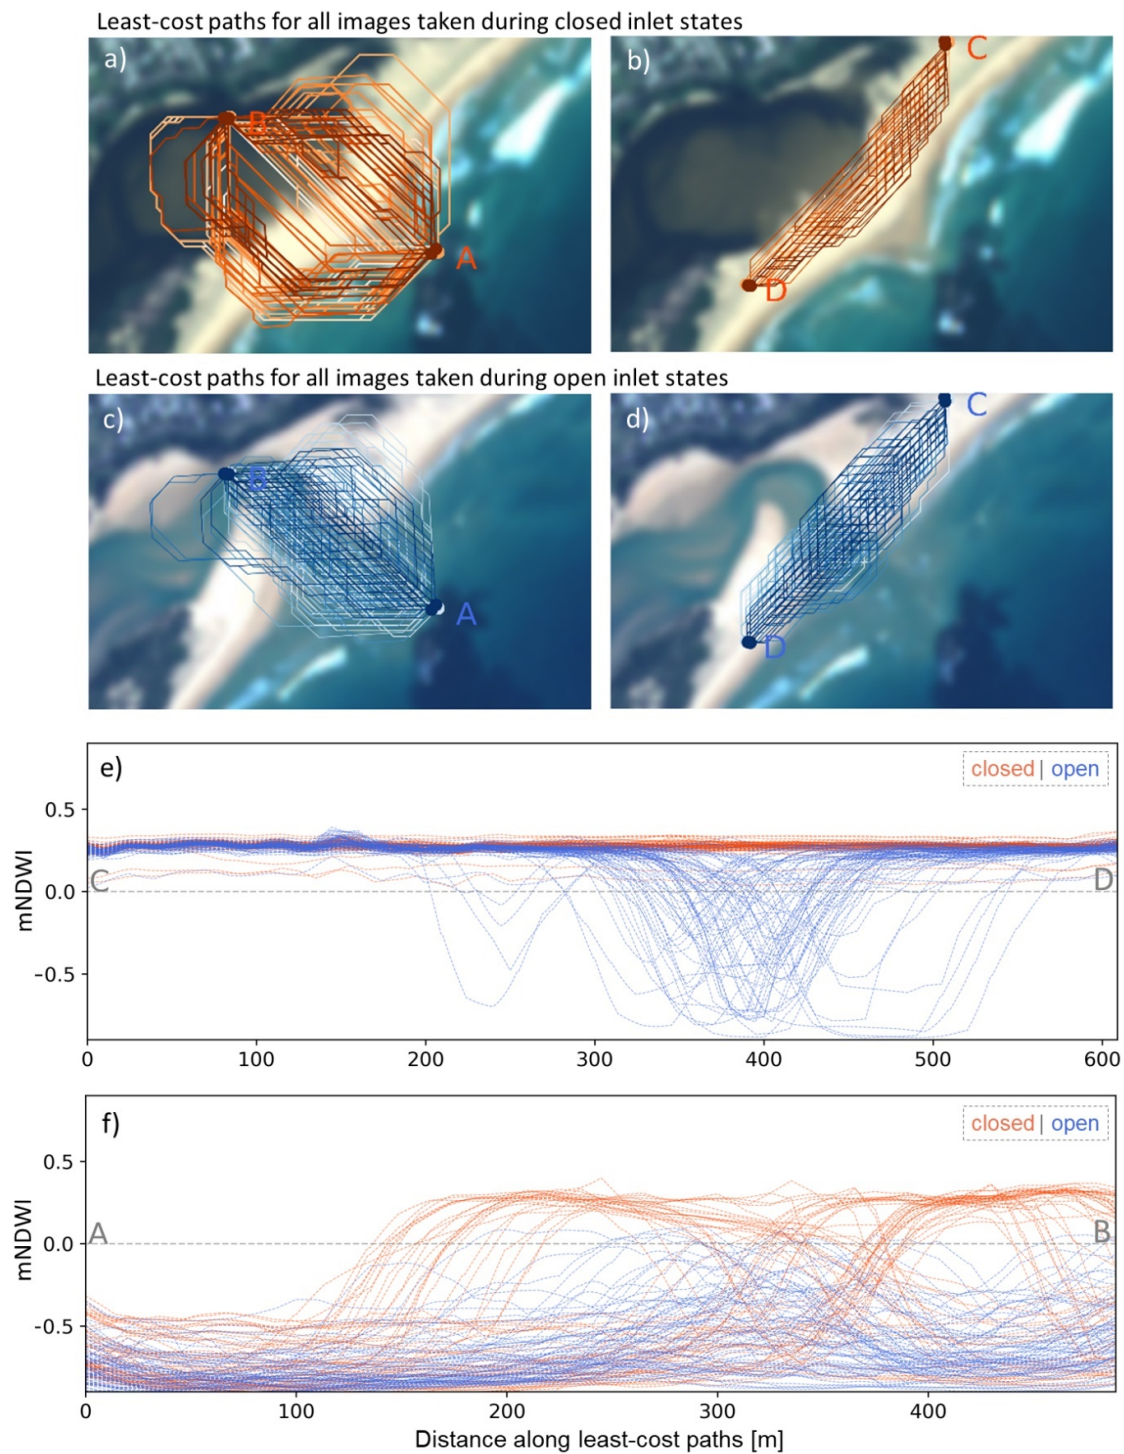 Least-cost paths for all images taken during closed inlet states
a)
B
A
b)
C
D
Least-cost paths for all images taken during open inlet states
c)
B
A
d)
C
D
e)
closed | open
mNDWI
0.5
0.0
−0.5
C
D
0 100 200 300 400 500 600
f)
closed | open
mNDWI
0.5
0.0
-0.5
A
B
0 100 200 300 400
Distance along least-cost paths [m]